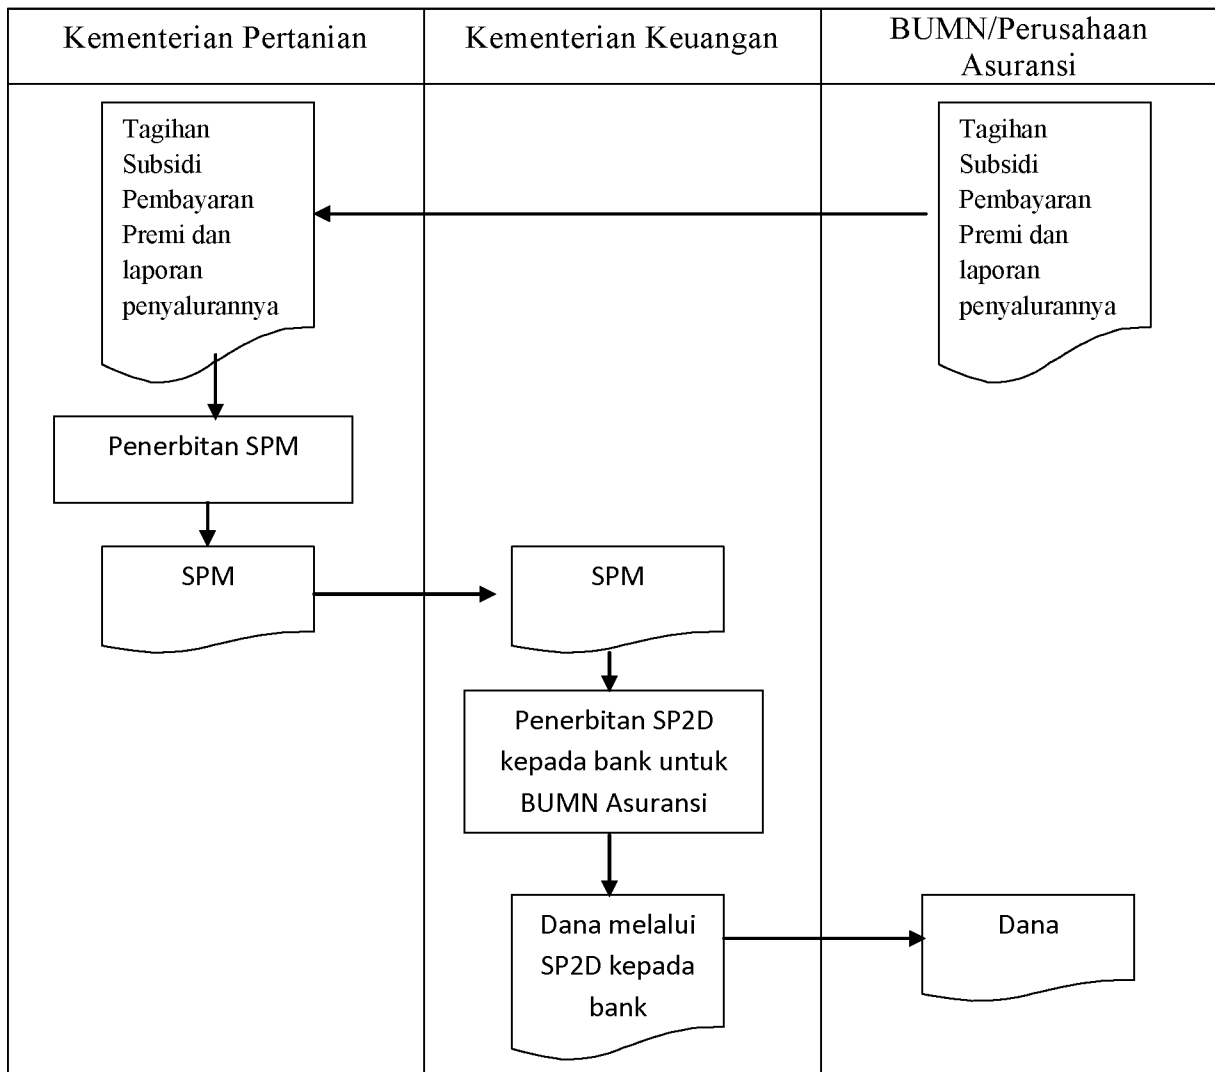 Kementerian Pertanian
Kementerian Keuangan
BUMN/Perusahaan
Asuransi
Tagihan
Subsidi
Pembayaran
Premi dan
laporan
penyalurannya
Tagihan
Subsidi
Pembayaran
Premi dan
laporan
penyalurannya
Penerbitan SPM
SPM
SPM
Penerbitan SP2D
kepada bank untuk
BUMN Asuransi
Dana melalui
SP2D kepada
bank
Dana